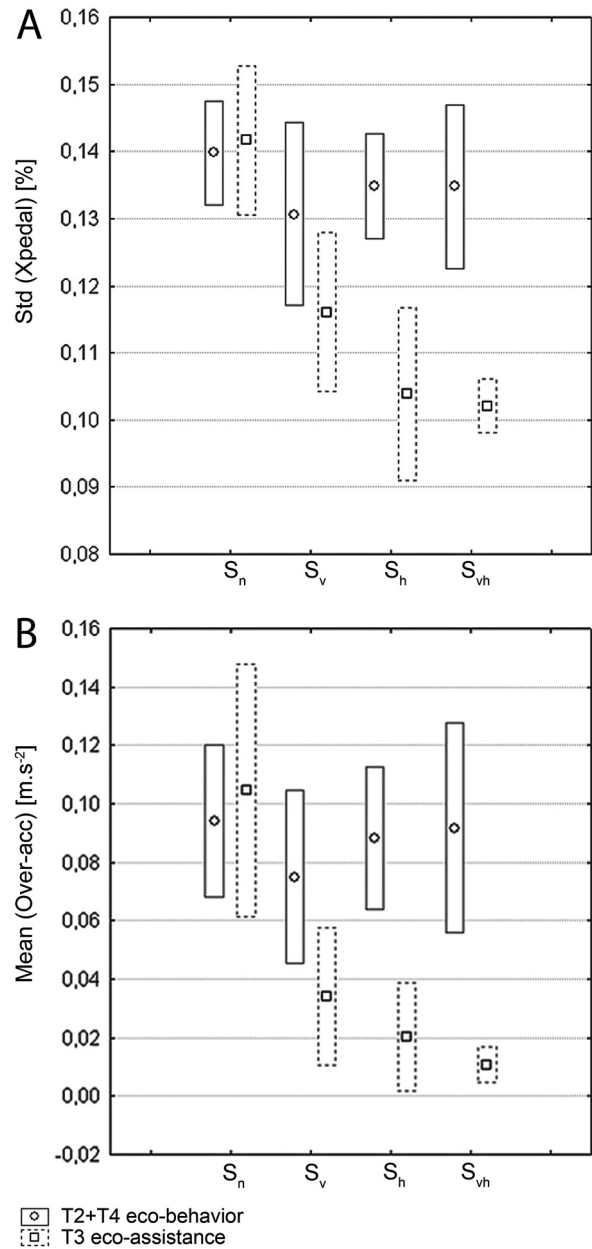 A
0,16
0,15
0,14
0,13
0,12
0,11
0,10
0,09
0,08
Std (Xpedal) [%]
Sn Sv Sh Svh
B
0,16
0,14
0,12
0,10
0,08
0,06
0,04
0,02
0,00
-0,02
Mean (Over-acc) [m.s-2]
Sn Sv Sh Svh
T2+T4 eco-behavior
T3 eco-assistance